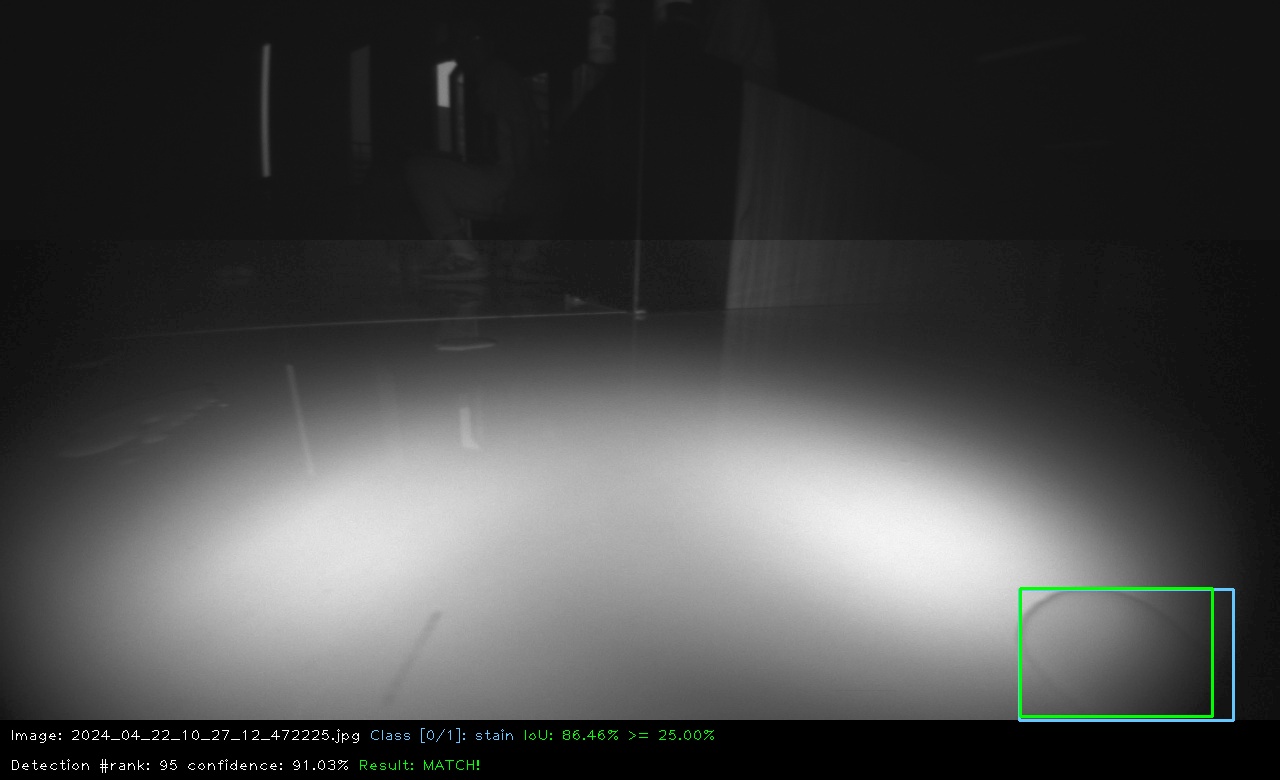 Image: 2024_04_22_10_27_12_472225.jpg Class [0/1]: stain IoU: 86.46% >= 25.00%
Detection #rank: 95 confidence: 91.03% Result: MATCH!